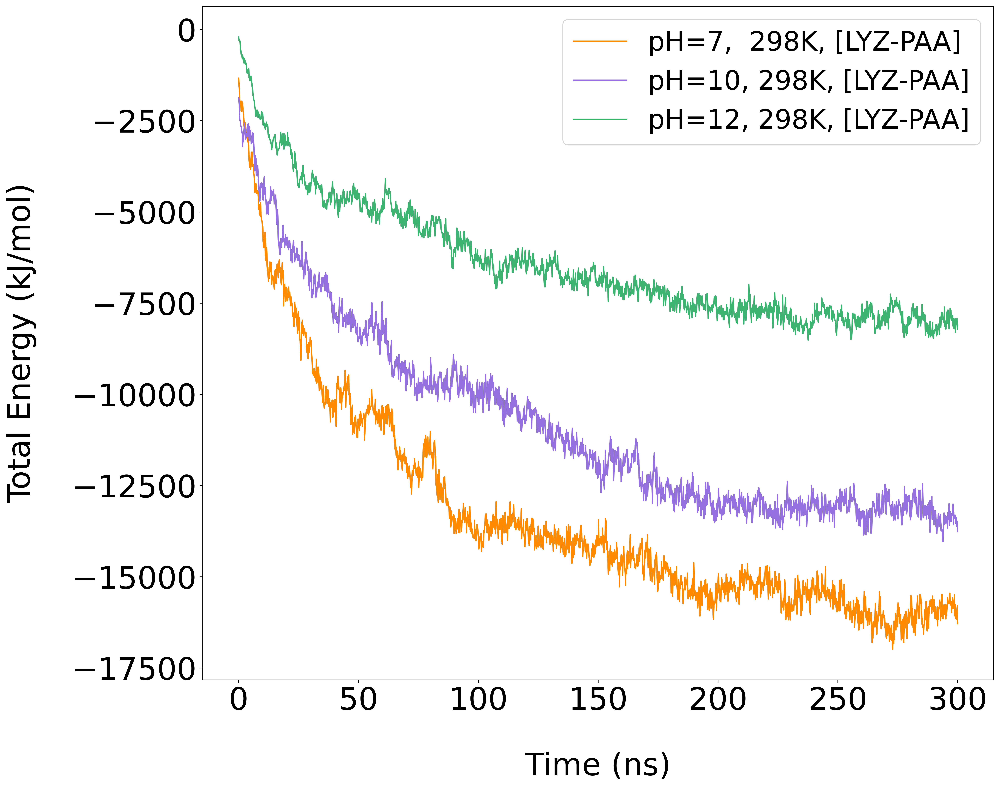 pH=7,  298K, [LYZ-PAA]
pH=10, 298K, [LYZ-PAA]
pH=12, 298K, [LYZ-PAA]
Total Energy (kJ/mol)
0
−2500
−5000
−7500
−10000
−12500
−15000
−17500
0 50 100 150 200 250 300
Time (ns)